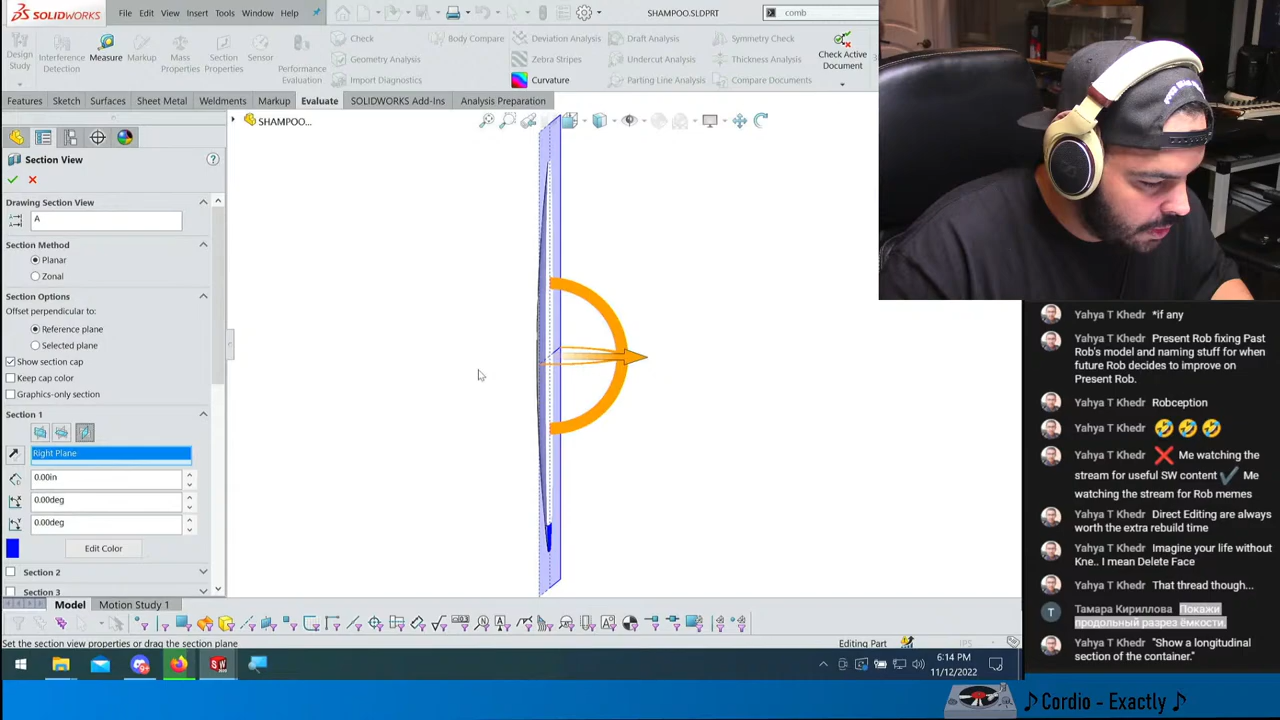 SOLIDWORKS File Edit View Insert Tools Window Help SHAMPOO.SLDPRT comb
Design Study Interference Detection Measure Markup Mass Properties Section Properties Sensor Performance Evaluation
Check Body Compare Deviation Analysis Draft Analysis Symmetry Check Check Active Document
Geometry Analysis Zebra Stripes Undercut Analysis Thickness Analysis
Import Diagnostics Curvature Parting Line Analysis Compare Documents
Features Sketch Surfaces Sheet Metal Weldments Markup Evaluate SOLIDWORKS Add-Ins Analysis Preparation
SHAMPOO...
Section View
Drawing Section View
A
Section Method
Planar
Zonal
Section Options
Offset perpendicular to:
Reference plane
Selected plane
Show section cap
Keep cap color
Graphics-only section
Section 1
Right Plane
0.00in
0.00deg
0.00deg
Edit Color
Section 2
Section 3
Model Motion Study 1
Set the section view properties or drag the section plane Editing Part IPS
6:14 PM
11/12/2022
Yahya T Khedr *if any
Yahya T Khedr Present Rob fixing Past
Rob's model and naming stuff for when
future Rob decides to improve on
Present Rob.
Yahya T Khedr Robception
Yahya T Khedr 🤣🤣🤣
Yahya T Khedr ❌ Me watching the
stream for useful SW content ✔️ Me
watching the stream for Rob memes
Yahya T Khedr Direct Editing are always
worth the extra rebuild time
Yahya T Khedr Imagine your life without
Kne.. I mean Delete Face
Yahya T Khedr That thread though...
T Тамара Кириллова Покажи
продольный разрез ёмкости.
Yahya T Khedr "Show a longitudinal
section of the container."
♪ Cordio - Exactly ♪